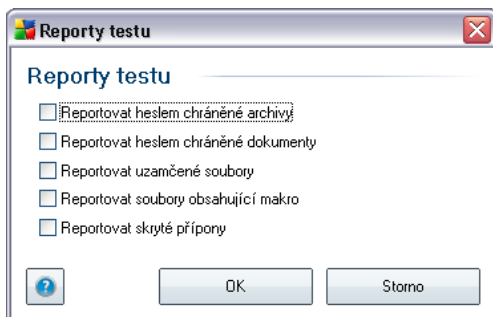 Reporty testu
Reporty testu
Reportovat heslem chráněné archivy
Reportovat heslem chráněné dokumenty
Reportovat uzamčené soubory
Reportovat soubory obsahující makro
Reportovat skryté přípony
?
OK
Storno